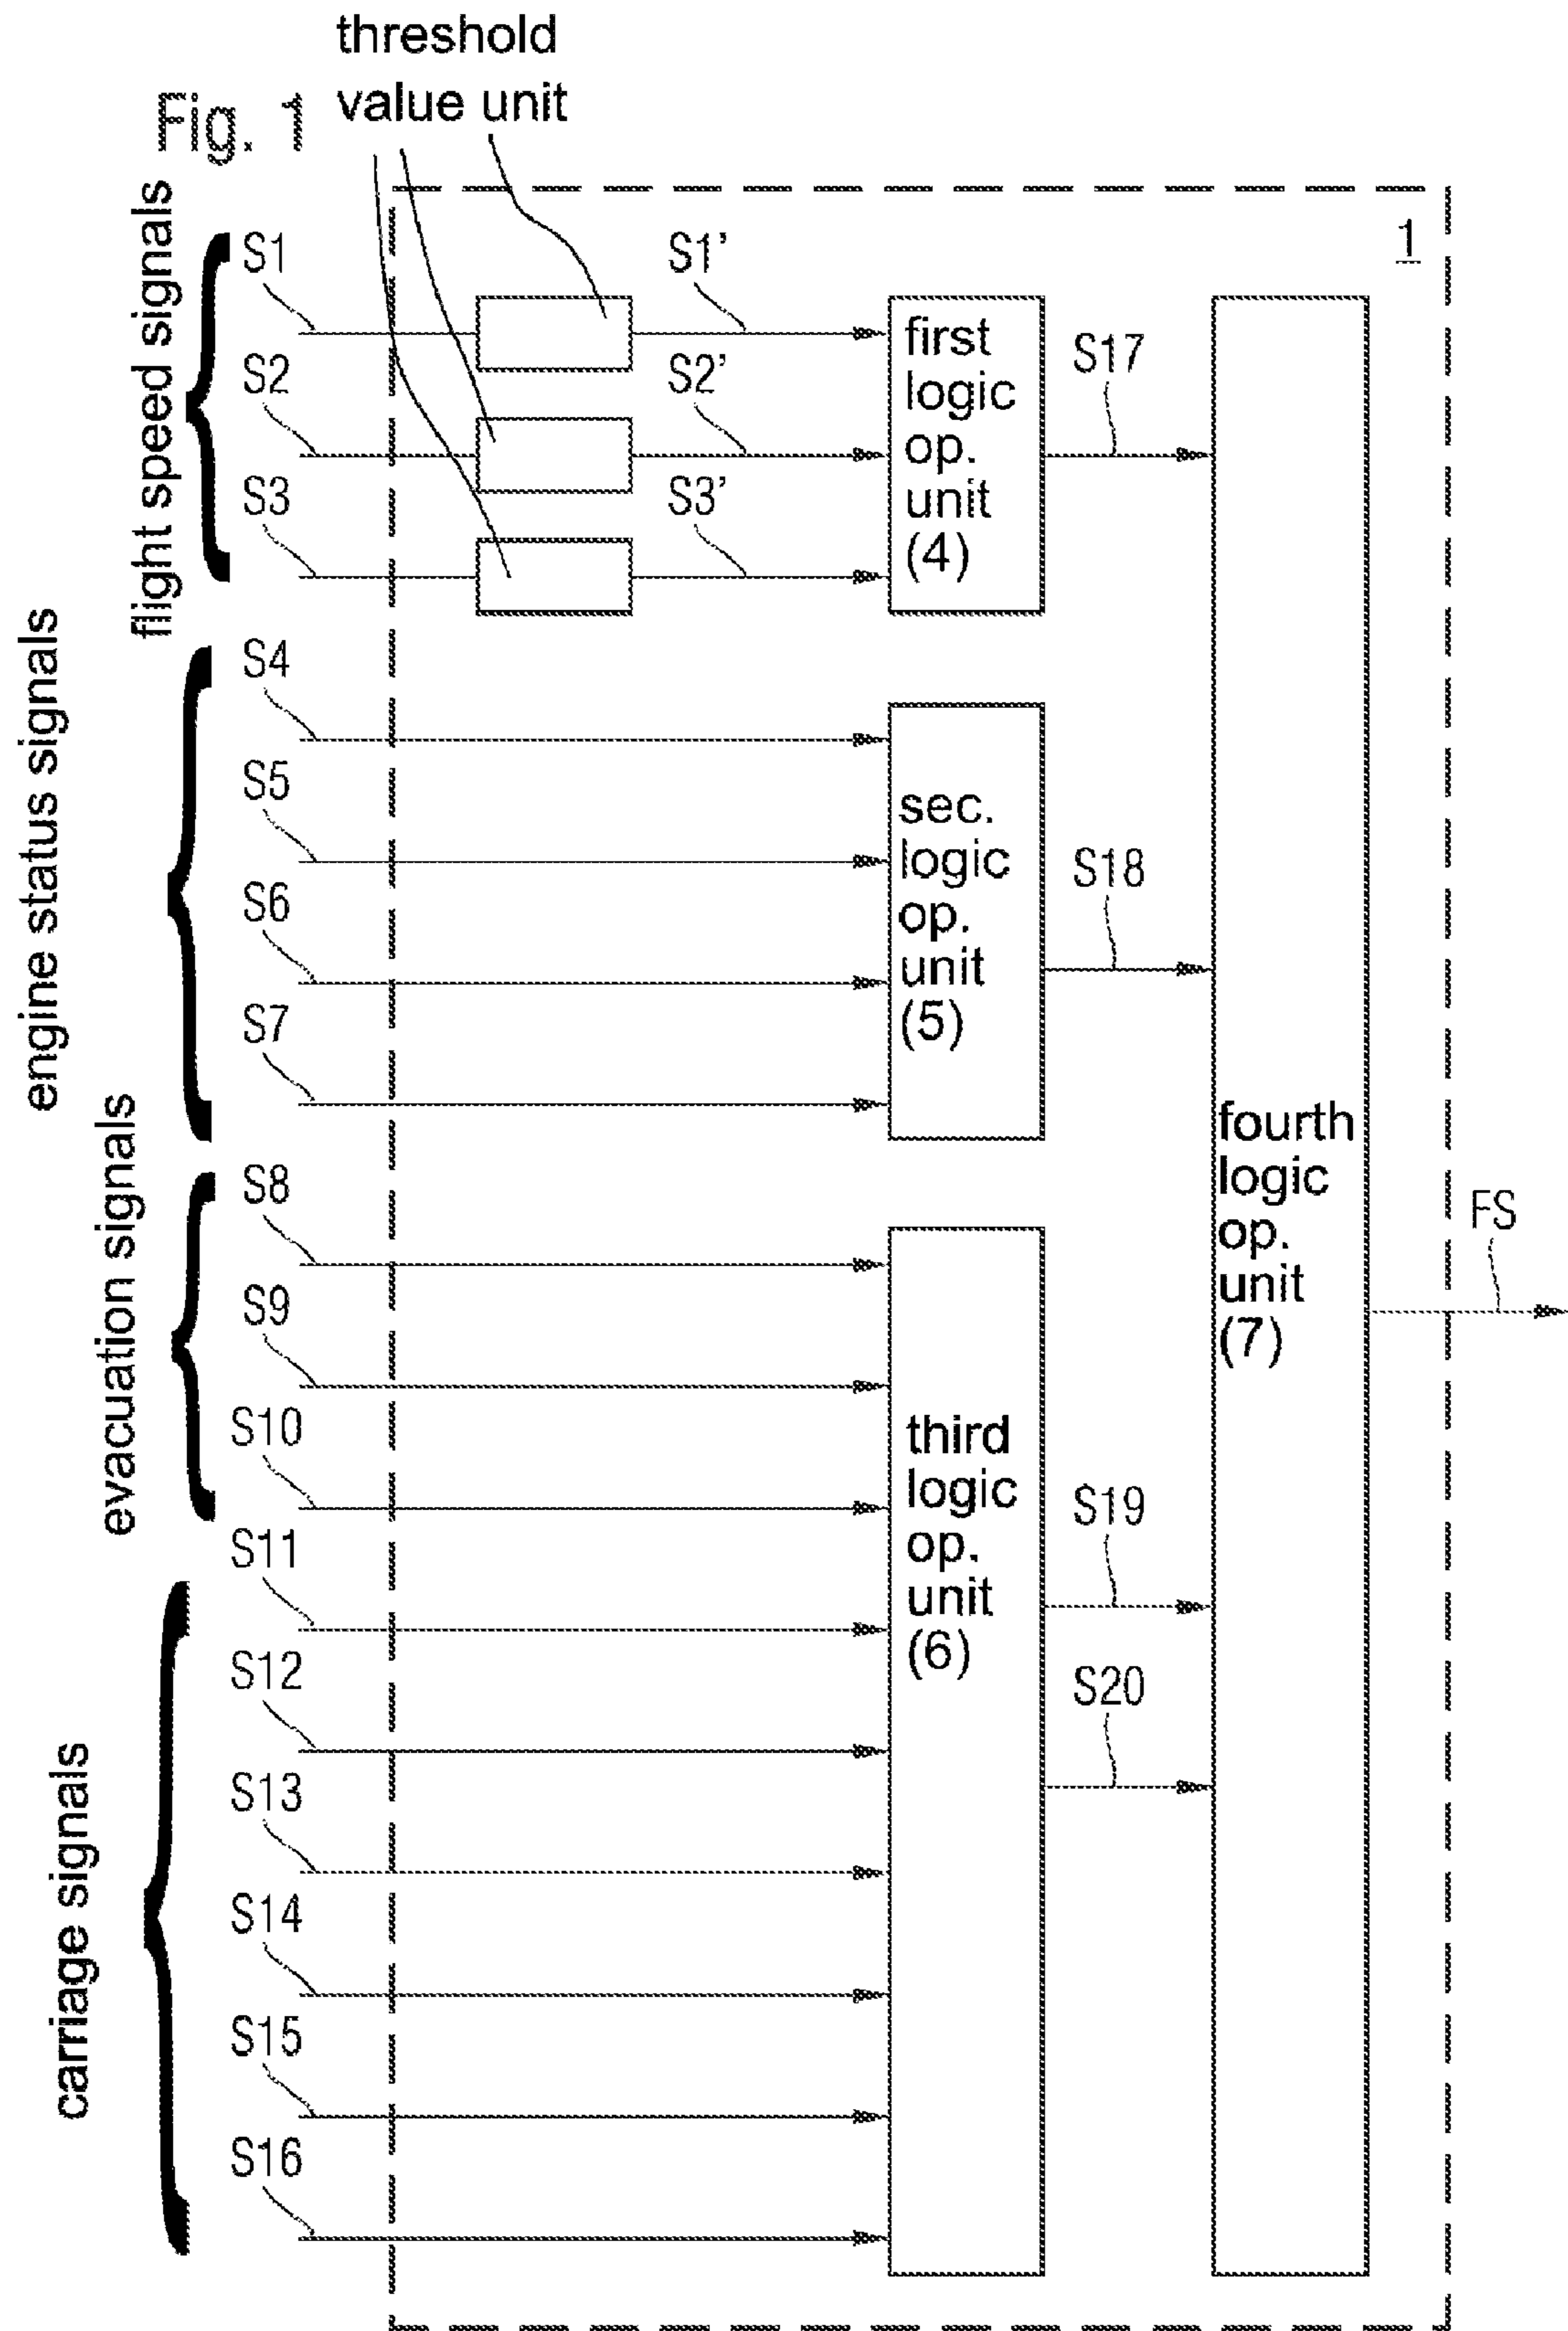 threshold
value unit
Fig. 1
flight speed signals
engine status signals
evacuation signals
carriage signals
1
S1
S2
S3
S4
S5
S6
S7
S8
S9
S10
S11
S12
S13
S14
S15
S16
S1'
S2'
S3'
first
logic
op.
unit
(4)
sec.
logic
op.
unit
(5)
third
logic
op.
unit
(6)
S17
S18
S19
S20
fourth
logic
op.
unit
(7)
FS